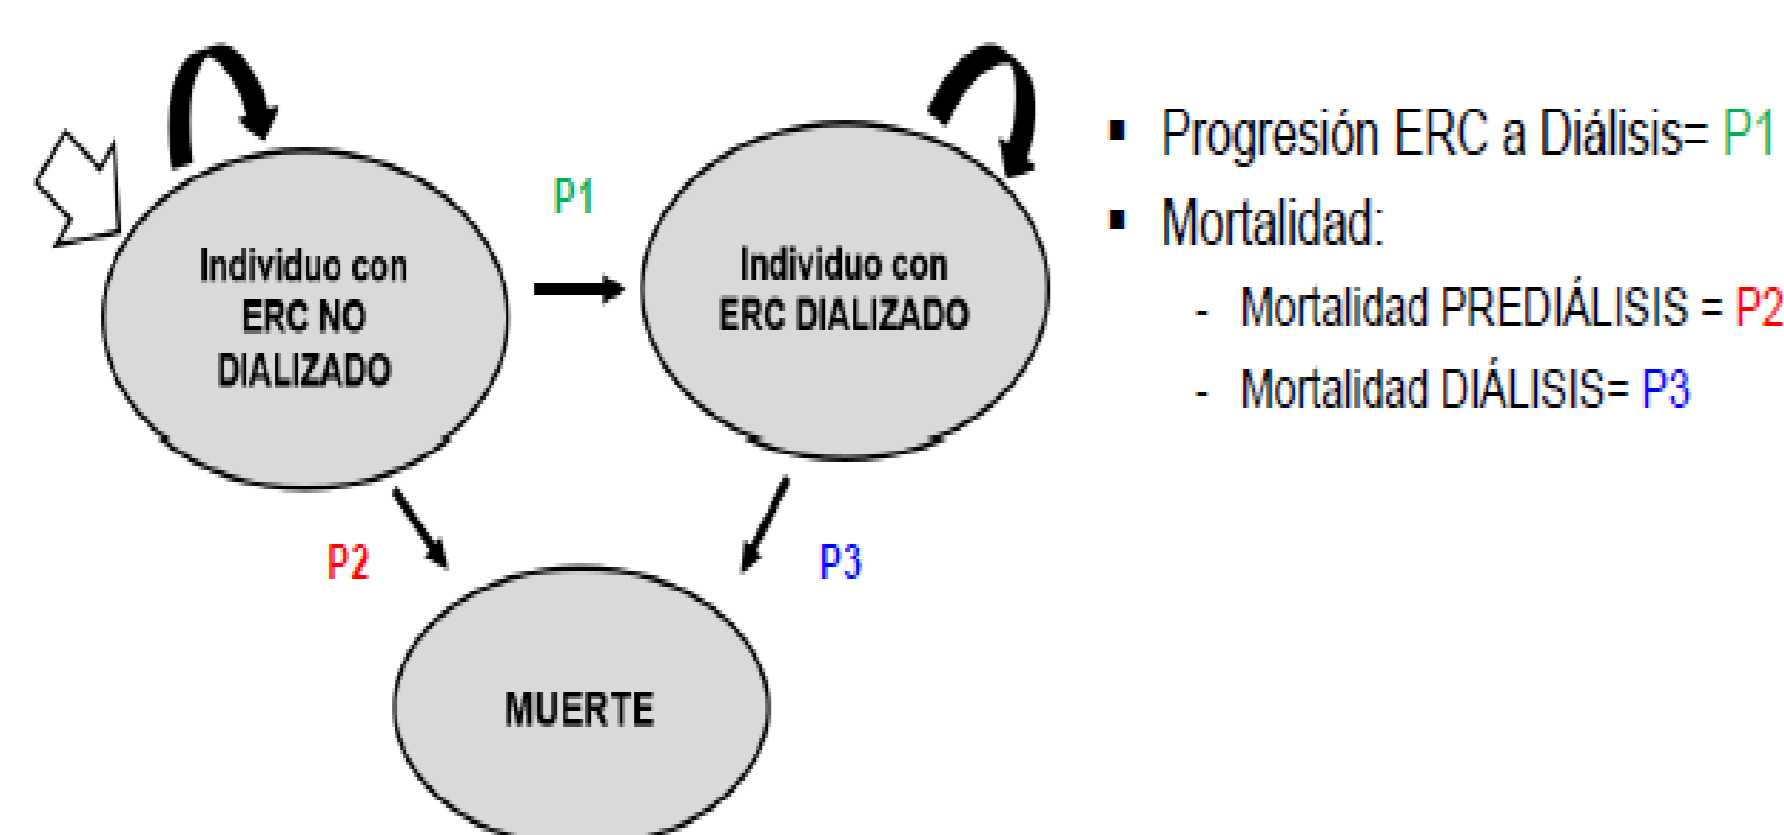 P1
Individuo con
ERC NO
DIALIZADO
Individuo con
ERC DIALIZADO
P2
P3
MUERTE
▪ Progresión ERC a Diálisis= P1
▪ Mortalidad:
- Mortalidad PREDIÁLISIS = P2
- Mortalidad DIÁLISIS= P3